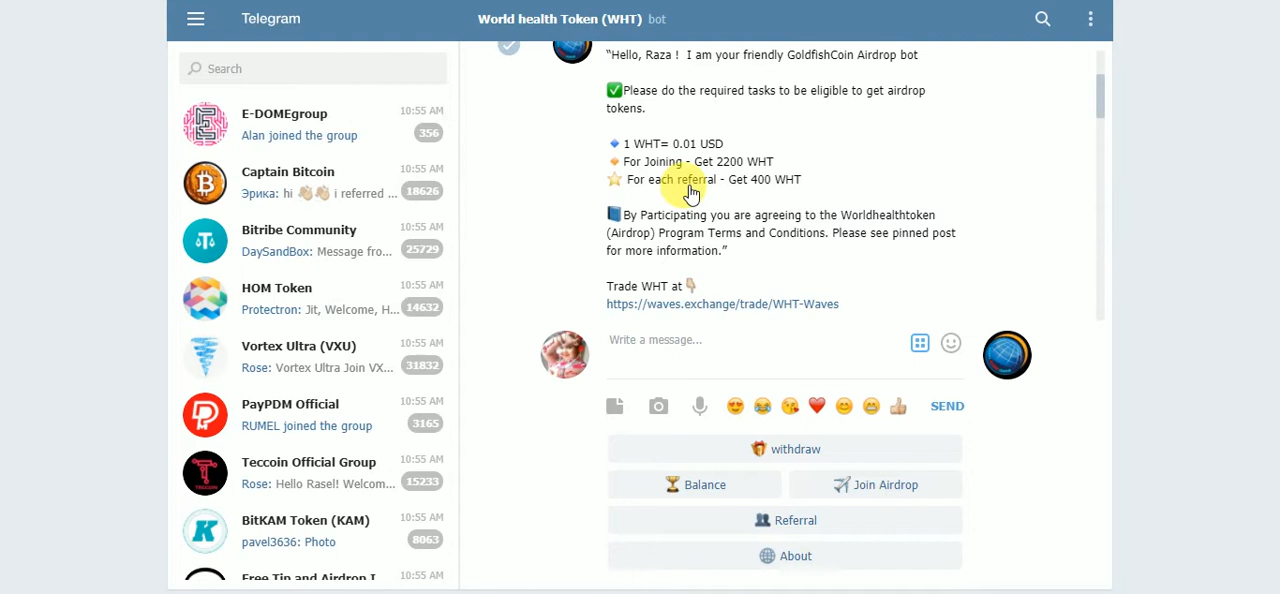 Telegram
World health Token (WHT) bot
Search
E-DOMEgroup 10:55 AM
Alan joined the group 356
Captain Bitcoin 10:55 AM
Эрика: hi 👋🏼👋🏼 i referred ... 18626
Bitribe Community 10:55 AM
DaySandBox: Message fro... 25729
HOM Token 10:55 AM
Protectron: Jit, Welcome, H... 14632
Vortex Ultra (VXU) 10:55 AM
Rose: Vortex Ultra Join VX... 31832
PayPDM Official 10:55 AM
RUMEL joined the group 3165
Teccoin Official Group 10:55 AM
Rose: Hello Rasel! Welcom... 15233
BitKAM Token (KAM) 10:55 AM
pavel3636: Photo 8063
Free Tip and Airdrop I 10:55 AM
“Hello, Raza ! I am your friendly GoldfishCoin Airdrop bot
✅Please do the required tasks to be eligible to get airdrop
tokens.
🔹 1 WHT= 0.01 USD
🔸 For Joining - Get 2200 WHT
⭐ For each referral - Get 400 WHT
📘By Participating you are agreeing to the Worldhealthtoken
(Airdrop) Program Terms and Conditions. Please see pinned post
for more information.”
Trade WHT at👇🏼
https://waves.exchange/trade/WHT-Waves
Write a message...
SEND
🎁 withdraw
⏳ Balance
✈️ Join Airdrop
👥 Referral
🌐 About